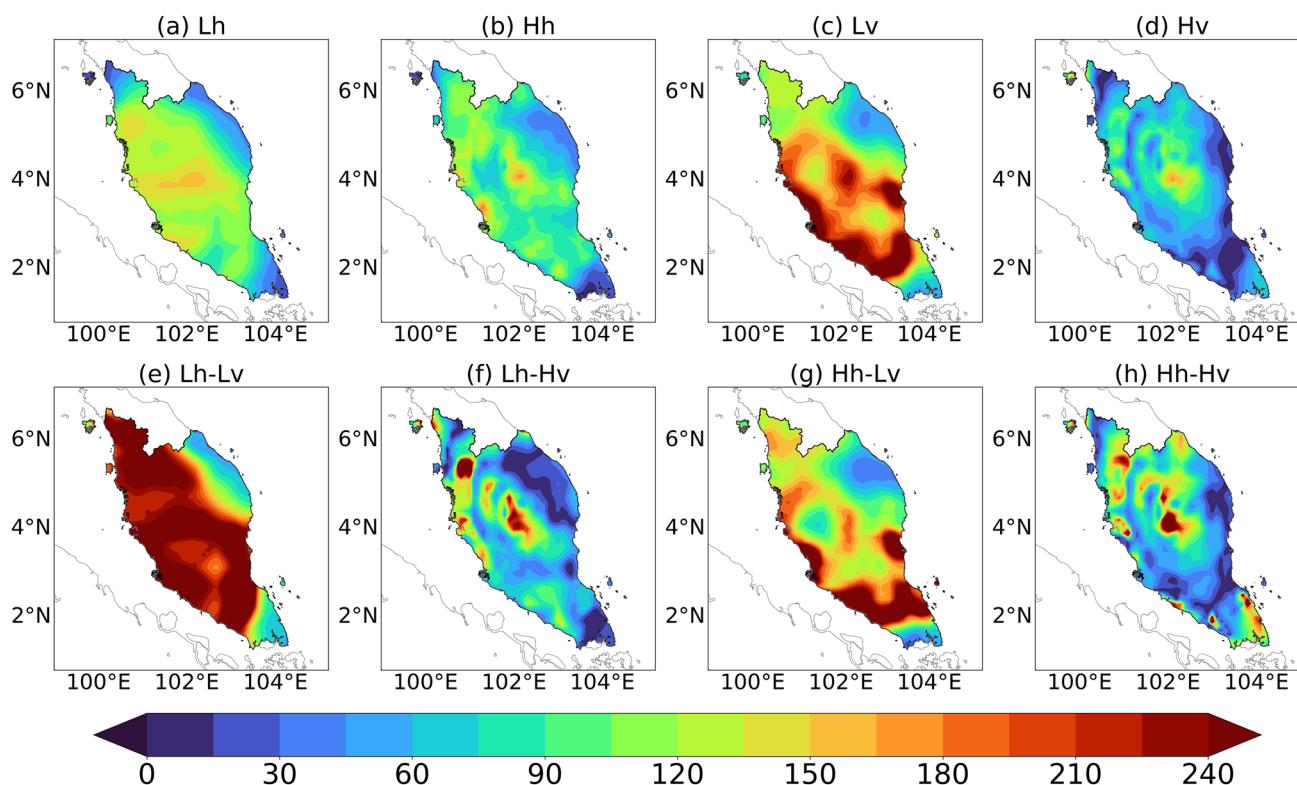 (a) Lh (b) Hh (c) Lv (d) Hv
6°N 6°N 6°N 6°N
4°N 4°N 4°N 4°N
2°N 2°N 2°N 2°N
100°E 102°E 104°E 100°E 102°E 104°E 100°E 102°E 104°E 100°E 102°E 104°E
(e) Lh-Lv (f) Lh-Hv (g) Hh-Lv (h) Hh-Hv
6°N 6°N 6°N 6°N
4°N 4°N 4°N 4°N
2°N 2°N 2°N 2°N
100°E 102°E 104°E 100°E 102°E 104°E 100°E 102°E 104°E 100°E 102°E 104°E
0 30 60 90 120 150 180 210 240